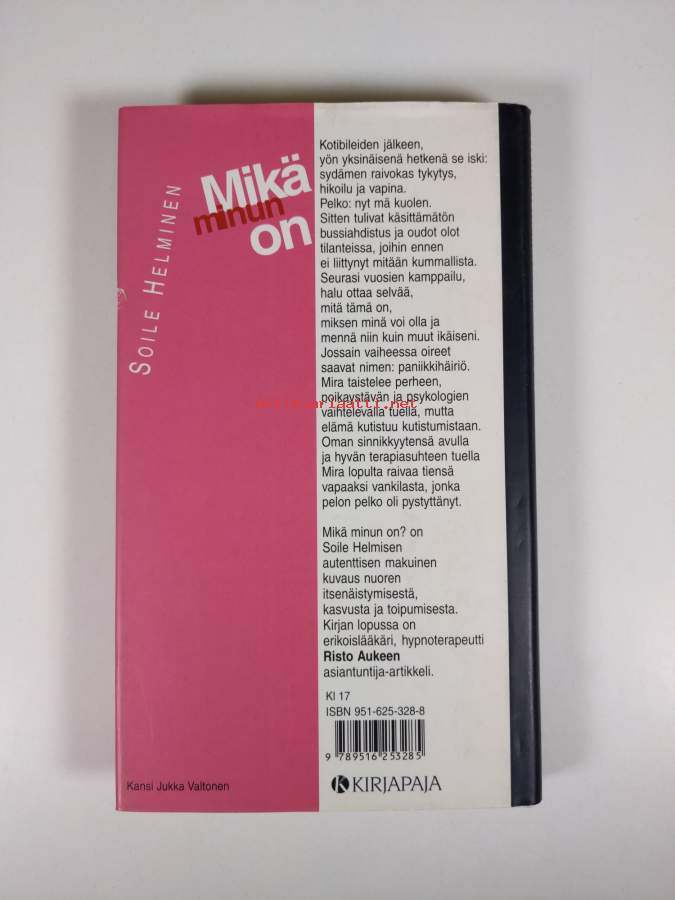 SOILE HELMINEN
Mikä
minun
on
Kotibileiden jälkeen,
yön yksinäisenä hetkenä se iski:
sydämen raivokas tykytys,
hikoilu ja vapina.
Pelko: nyt mä kuolen.
Sitten tulivat käsittämätön
bussiahdistus ja oudot olot
tilanteissa, joihin ennen
ei liittynyt mitään kummallista.
Seurasi vuosien kamppailu,
halu ottaa selvää,
mitä tämä on,
miksen minä voi olla ja
mennä niin kuin muut ikäiseni.
Jossain vaiheessa oireet
saavat nimen: paniikkihäiriö.
Mira taistelee perheen,
poikaystävän ja psykologien
vaihtelevalla tuella, mutta
elämä kutistuu kutistumistaan.
Oman sinnikkyytensä avulla
ja hyvän terapiasuhteen tuella
Mira lopulta raivaa tiensä
vapaaksi vankilasta, jonka
pelon pelko oli pystyttänyt.
Mikä minun on? on
Soile Helmisen
autenttisen makuinen
kuvaus nuoren
itsenäistymisestä,
kasvusta ja toipumisesta.
Kirjan lopussa on
erikoislääkäri, hypnoterapeutti
Risto Aukeen
asiantuntija-artikkeli.
Kl 17
ISBN 951-625-328-8
9 789516 253285
KIRJAPAJA
Kansi Jukka Valtonen